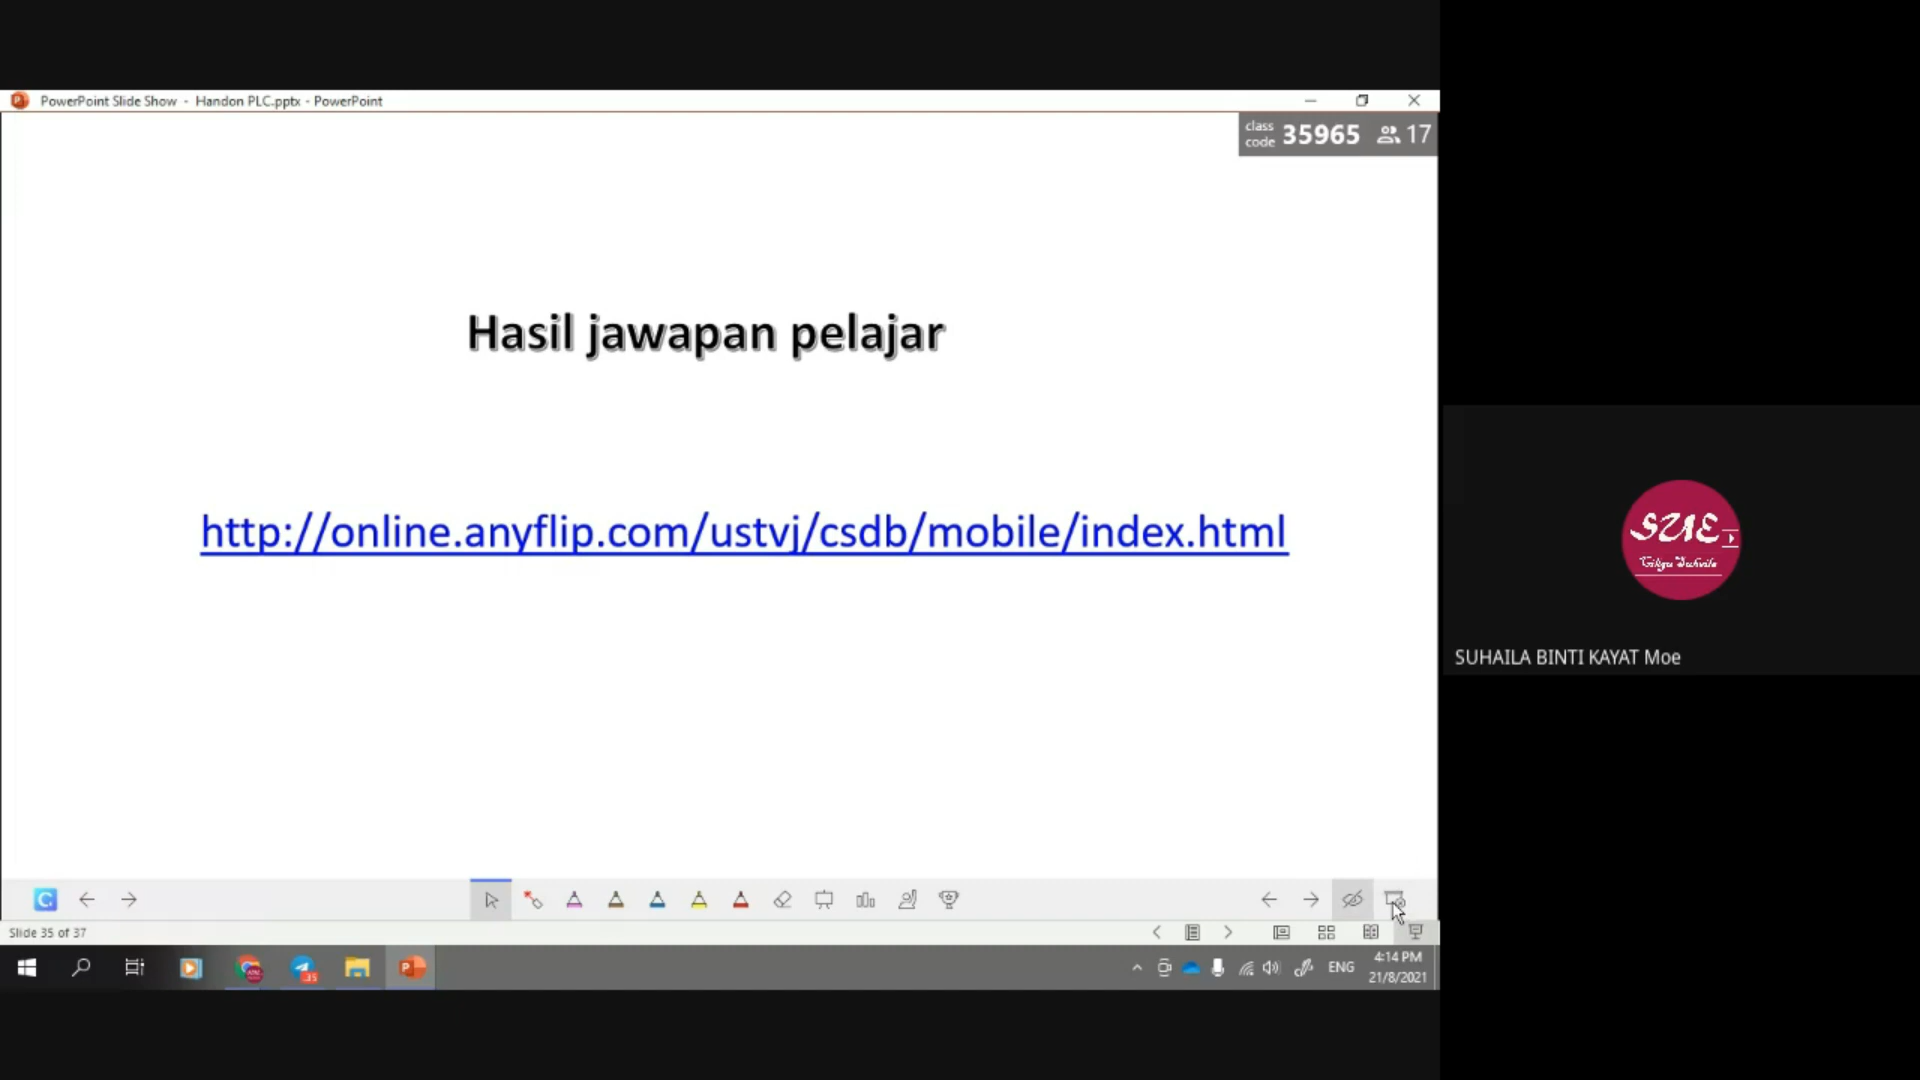 PowerPoint Slide Show - Handon PLC.pptx - PowerPoint
class code 35965 17
Hasil jawapan pelajar
http://online.anyflip.com/ustvj/csdb/mobile/index.html
SUHAILA BINTI KAYAT Moe
Slide 35 of 37
35
ENG
4:14 PM
21/8/2021